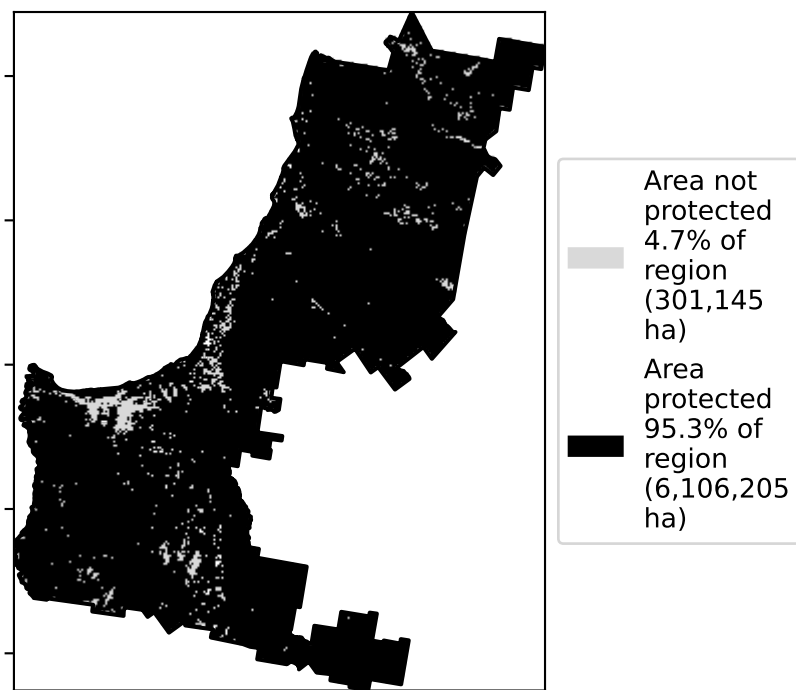 Area not
protected
4.7% of
region
(301,145
ha)
Area
protected
95.3% of
region
(6,106,205
ha)